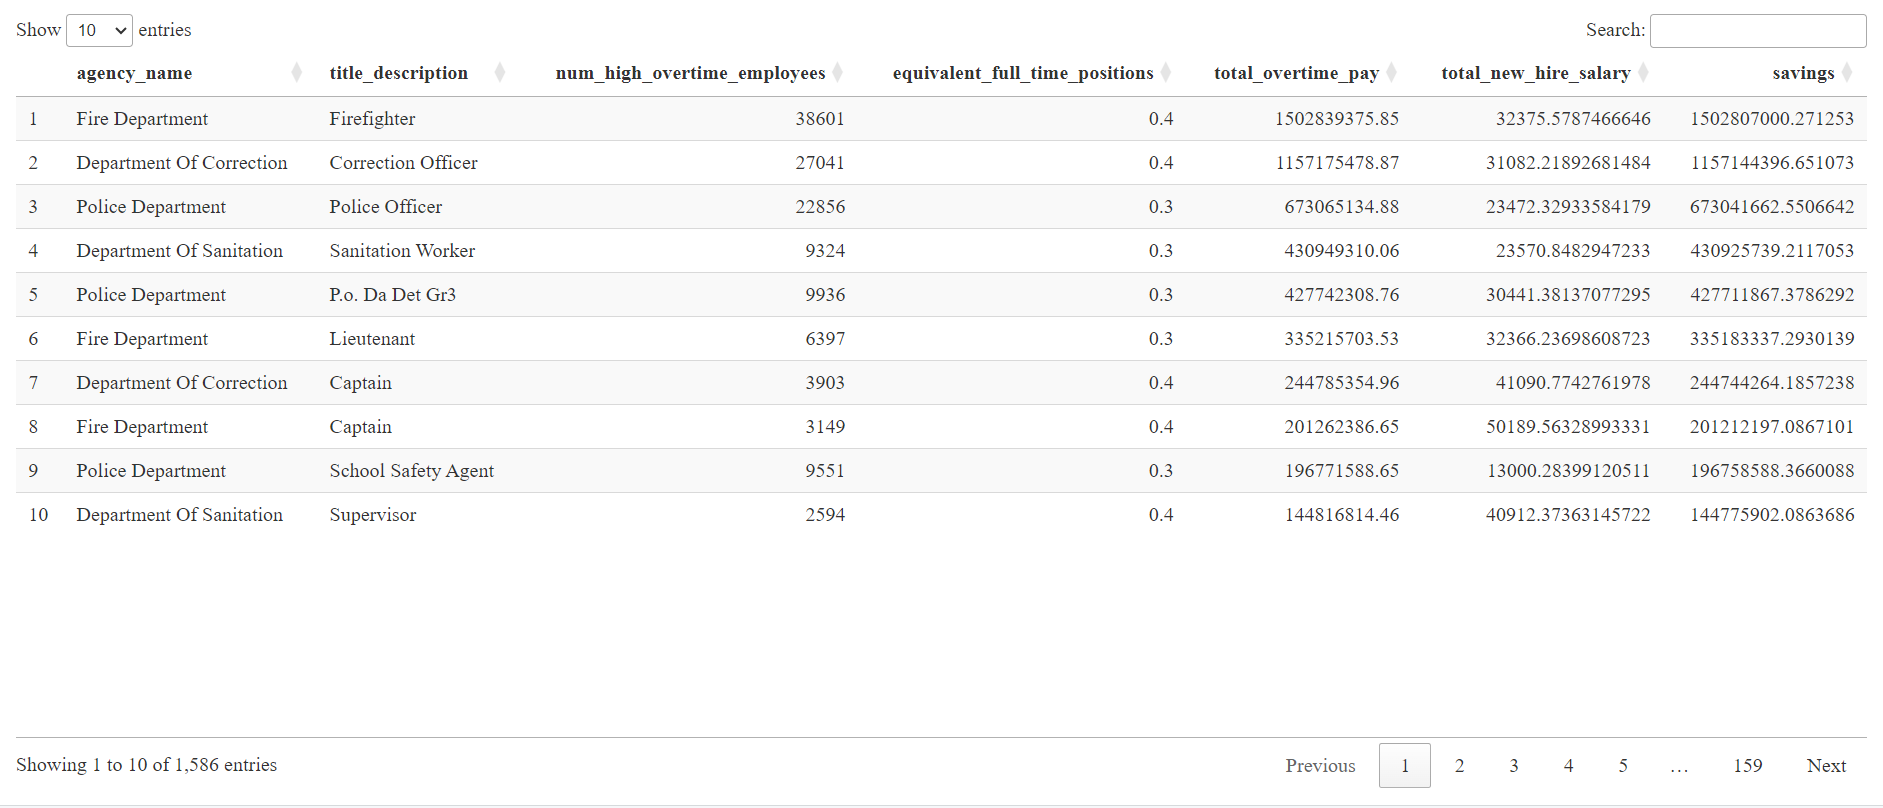 Show 10 entries Search:
agency_name title_description num_high_overtime_employees equivalent_full_time_positions total_overtime_pay total_new_hire_salary savings
1 Fire Department Firefighter 38601 0.4 1502839375.85 32375.5787466646 1502807000.271253
2 Department Of Correction Correction Officer 27041 0.4 1157175478.87 31082.21892681484 1157144396.651073
3 Police Department Police Officer 22856 0.3 673065134.88 23472.32933584179 673041662.5506642
4 Department Of Sanitation Sanitation Worker 9324 0.3 430949310.06 23570.8482947233 430925739.2117053
5 Police Department P.o. Da Det Gr3 9936 0.3 427742308.76 30441.38137077295 427711867.3786292
6 Fire Department Lieutenant 6397 0.3 335215703.53 32366.23698608723 335183337.2930139
7 Department Of Correction Captain 3903 0.4 244785354.96 41090.7742761978 244744264.1857238
8 Fire Department Captain 3149 0.4 201262386.65 50189.56328993331 201212197.0867101
9 Police Department School Safety Agent 9551 0.3 196771588.65 13000.28399120511 196758588.3660088
10 Department Of Sanitation Supervisor 2594 0.4 144816814.46 40912.37363145722 144775902.0863686
Showing 1 to 10 of 1,586 entries Previous 1 2 3 4 5 … 159 Next